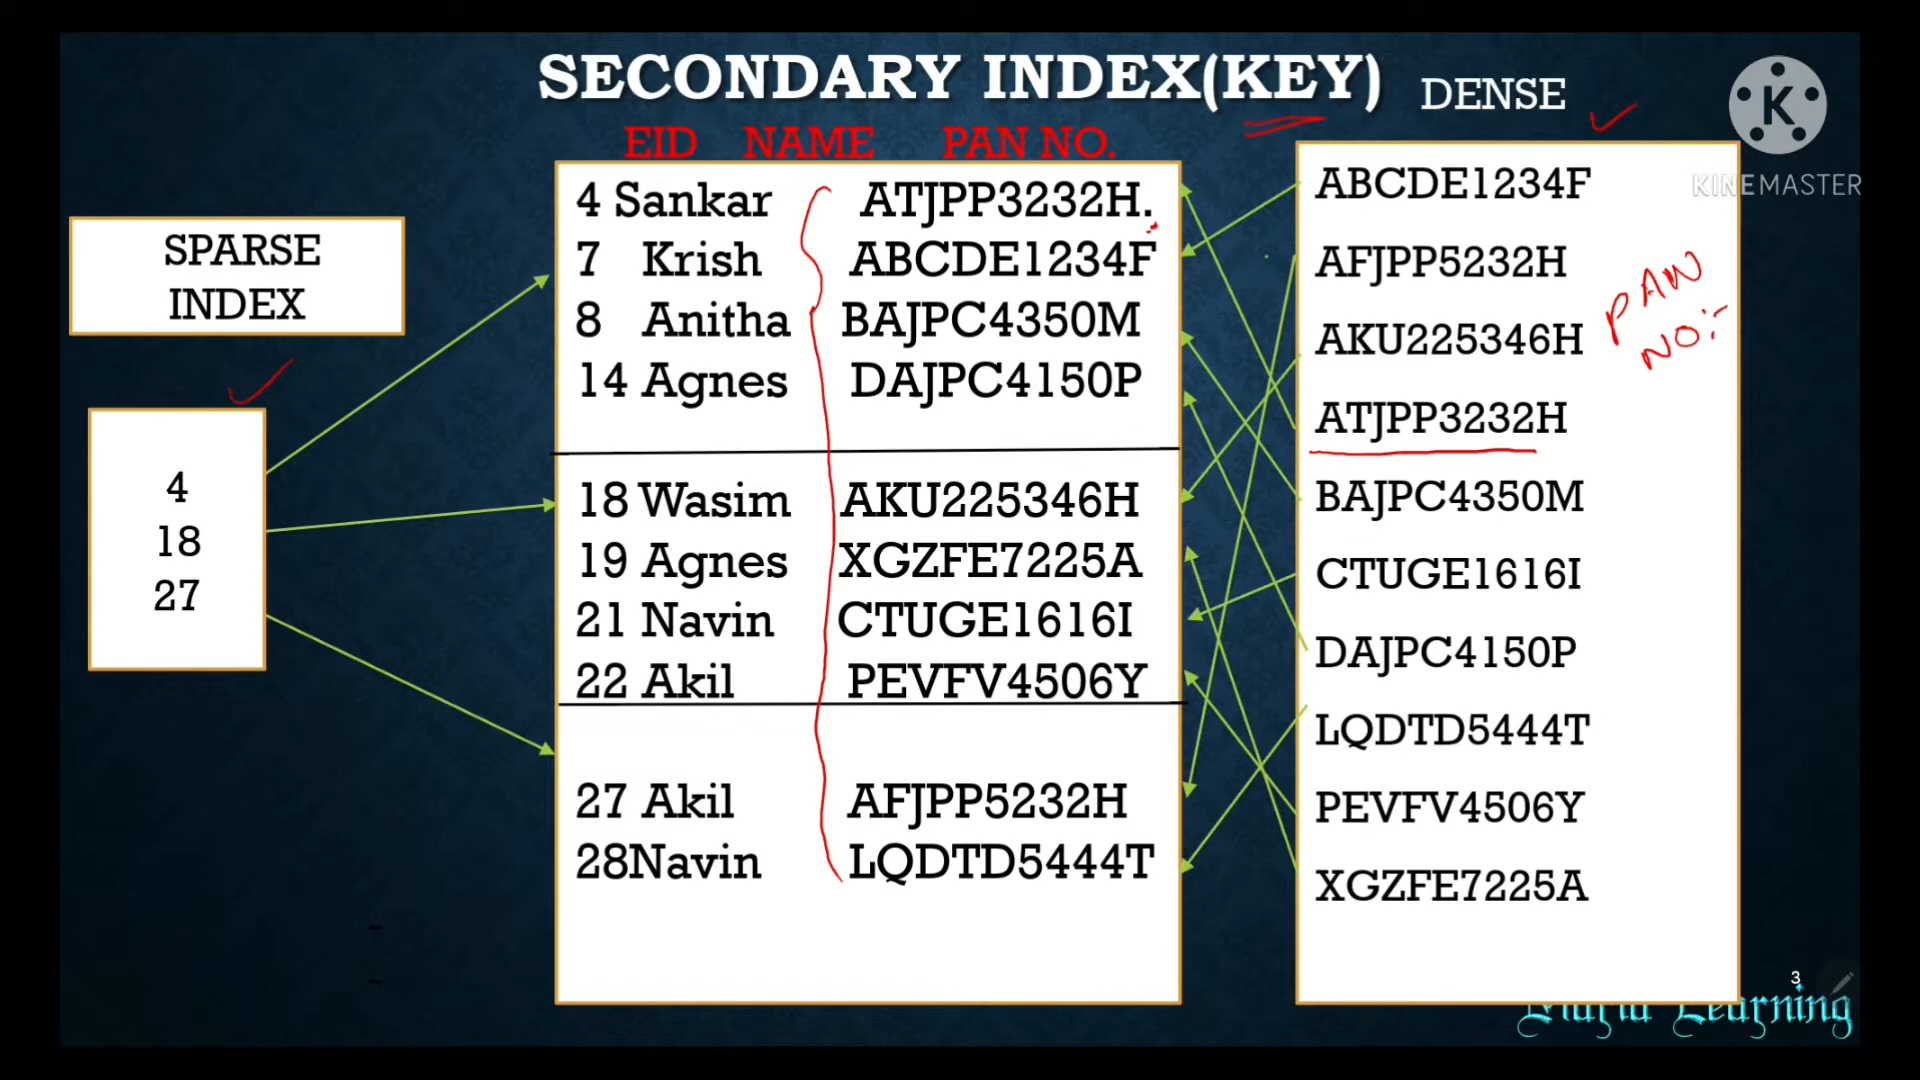 SECONDARY INDEX(KEY) DENSE
KINEMASTER
EID NAME PAN NO.
SPARSE
INDEX
4
18
27
4 Sankar ATJPP3232H.
7 Krish ABCDE1234F
8 Anitha BAJPC4350M
14 Agnes DAJPC4150P
18 Wasim AKU225346H
19 Agnes XGZFE7225A
21 Navin CTUGE1616I
22 Akil PEVFV4506Y
27 Akil AFJPP5232H
28Navin LQDTD5444T
ABCDE1234F
AFJPP5232H
AKU225346H
ATJPP3232H
BAJPC4350M
CTUGE1616I
DAJPC4150P
LQDTD5444T
PEVFV4506Y
XGZFE7225A
PAN
NO:-
3
Learning